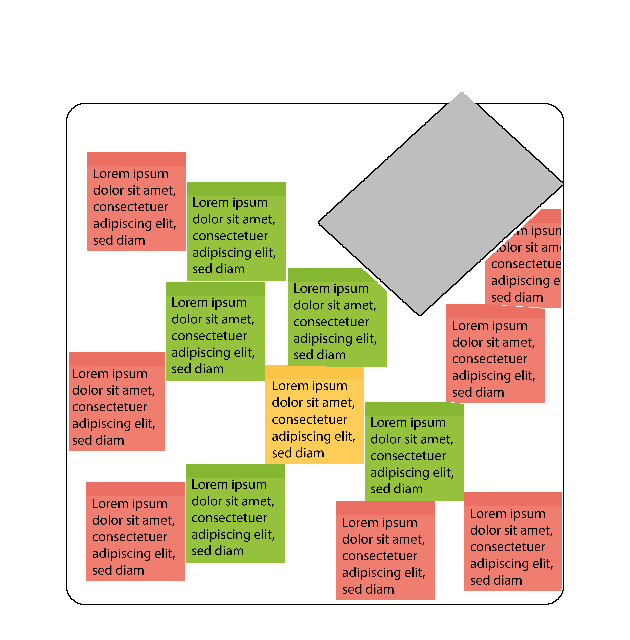 Lorem ipsum
dolor sit amet,
consectetuer
adipiscing elit,
sed diam
Lorem ipsum
dolor sit amet,
consectetuer
adipiscing elit,
sed diam
ipsum
sit am
consectetue
adipiscing e
sed diam
Lorem ipsum
dolor sit amet,
consectetuer
adipiscing elit,
sed diam
Lorem ipsum
dolor sit amet,
consectetuer
adipiscing elit,
sed diam
Lorem ipsum
dolor sit amet,
consectetuer
adipiscing elit,
sed diam
Lorem ipsum
dolor sit amet,
consectetuer
adipiscing elit,
sed diam
Lorem ipsum
dolor sit amet,
consectetuer
adipiscing elit,
sed diam
Lorem ipsum
dolor sit amet,
consectetuer
adipiscing elit,
sed diam
Lorem ipsum
dolor sit amet,
consectetuer
adipiscing elit,
sed diam
Lorem ipsum
dolor sit amet,
consectetuer
adipiscing elit,
sed diam
Lorem ipsum
dolor sit amet,
consectetuer
adipiscing elit,
sed diam
Lorem ipsum
dolor sit amet,
consectetuer
adipiscing elit,
sed diam